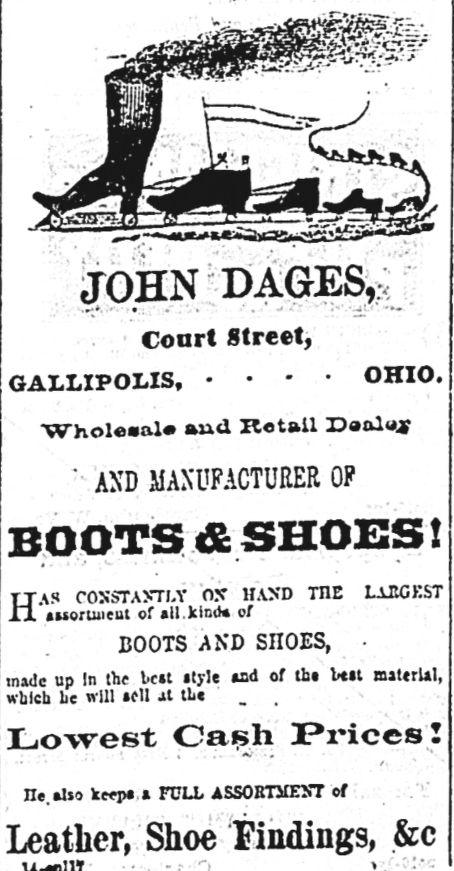 JOHN DAGES,
Court Street,
GALLIPOLIS, · · · · OHIO.
Wholesale and Retail Dealer
AND MANUFACTURER OF
BOOTS & SHOES!
HAS CONSTANTLY ON HAND THE LARGEST
assortment of all kinds of
BOOTS AND SHOES,
made up in the best style and of the best material,
which he will sell at the
Lowest Cash Prices!
He also keeps a FULL ASSORTMENT of
Leather, Shoe Findings, &c